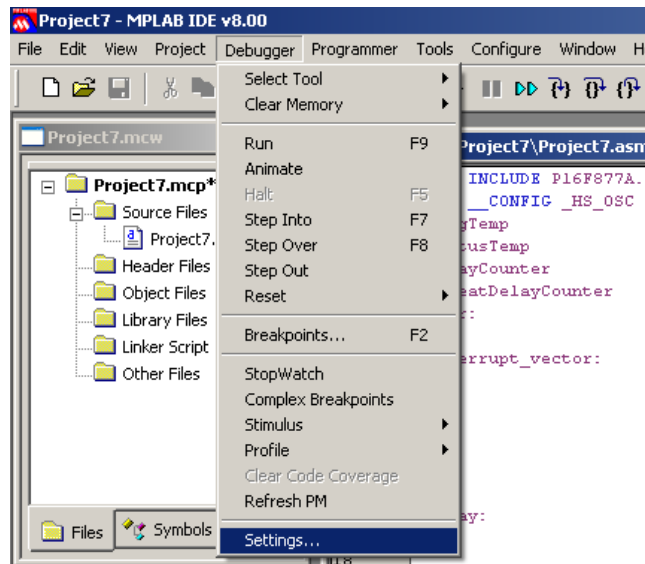 Project7 - MPLAB IDE v8.00
File Edit View Project Debugger Programmer Tools Configure Window H
Project7.mcw
Project7.mcp*
Source Files
Project7.
Header Files
Object Files
Library Files
Linker Script
Other Files
Files Symbols
Select Tool
Clear Memory
Run F9
Animate
Halt F5
Step Into F7
Step Over F8
Step Out
Reset
Breakpoints... F2
StopWatch
Complex Breakpoints
Stimulus
Profile
Clear Code Coverage
Refresh PM
Settings...
Project7\Project7.asm
INCLUDE P16F877A.
__CONFIG _HS_OSC
gTemp
tusTemp
ayCounter
eatDelayCounter
r:
errupt_vector:
ay: